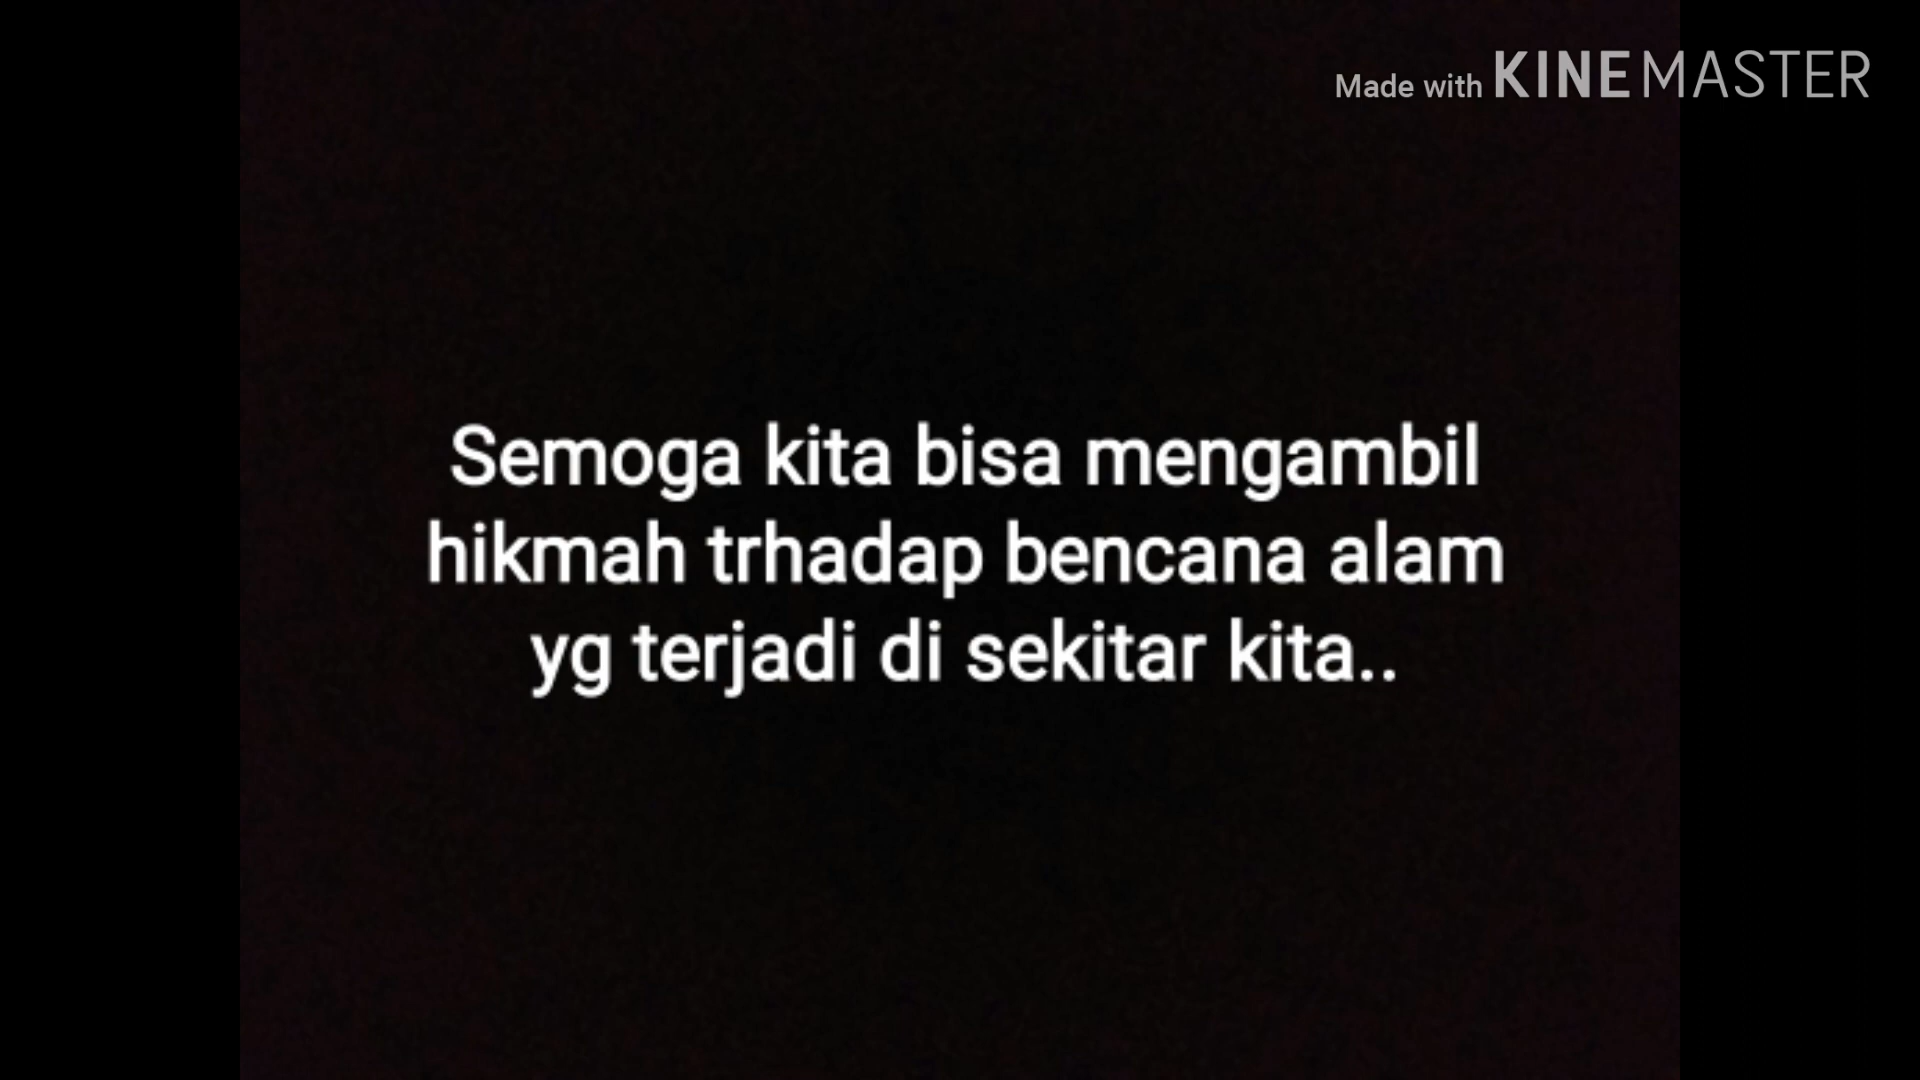 Made with KINEMASTER
Semoga kita bisa mengambil
hikmah trhadap bencana alam
yg terjadi di sekitar kita..